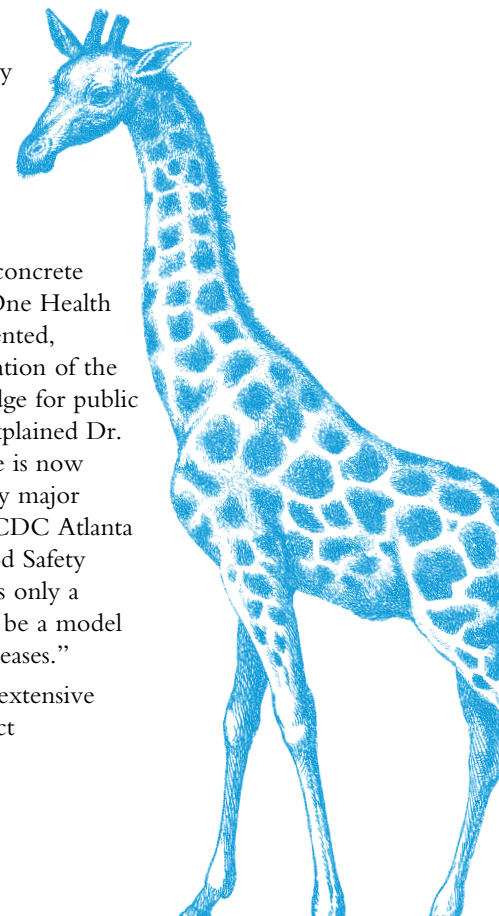 y
concrete
One Health
ented,
ation of the
dge for public
xplained Dr.
e is now
y major
CDC Atlanta
d Safety
s only a
be a model
eases.”
extensive
ct